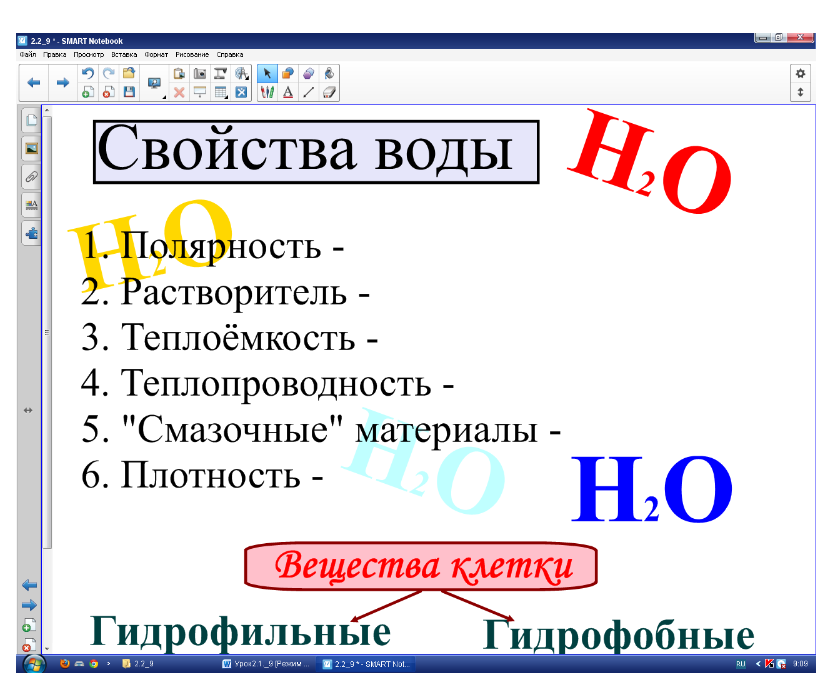 2.2_9 * - SMART Notebook
Файл Правка Просмотр Вставка Формат Рисование Справка
Свойства воды
H₂O
H₂O
1. Полярность -
2. Растворитель -
3. Теплоёмкость -
4. Теплопроводность -
5. "Смазочные" материалы -
6. Плотность -
H₂O
H₂O
Вещества клетки
Гидрофильные Гидрофобные
2.2_9 Урок2.1_9 [Режим ... 2.2_9 * - SMART Not... RU 9:09